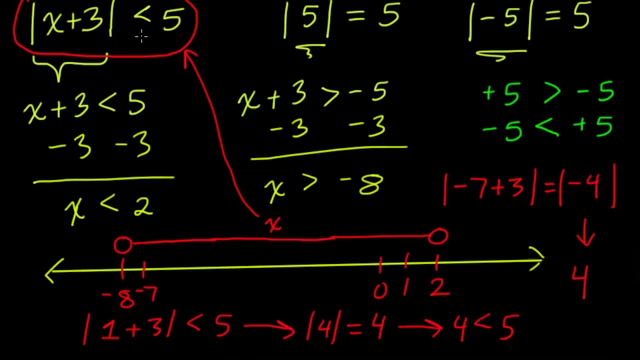 |x+3| < 5
|5| = 5
|-5| = 5
x+3 < 5
-3 -3
x < 2
x+3 > -5
-3 -3
x > -8
+5 > -5
-5 < +5
|-7+3| = |-4|
↓
4
x
-8 -7 0 1 2
|1+3| < 5 → |4| = 4 → 4 < 5